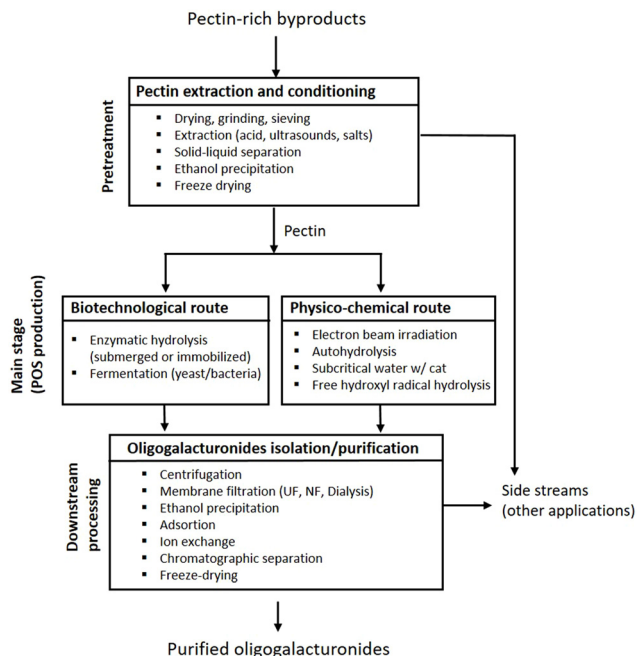 Pectin-rich byproducts
Pretreatment
Pectin extraction and conditioning
▪ Drying, grinding, sieving
▪ Extraction (acid, ultrasounds, salts)
▪ Solid-liquid separation
▪ Ethanol precipitation
▪ Freeze drying
Pectin
Main stage
(POS production)
Biotechnological route
▪ Enzymatic hydrolysis
(submerged or immobilized)
▪ Fermentation (yeast/bacteria)
Physico-chemical route
▪ Electron beam irradiation
▪ Autohydrolysis
▪ Subcritical water w/ cat
▪ Free hydroxyl radical hydrolysis
Downstream
processing
Oligogalacturonides isolation/purification
▪ Centrifugation
▪ Membrane filtration (UF, NF, Dialysis)
▪ Ethanol precipitation
▪ Adsortion
▪ Ion exchange
▪ Chromatographic separation
▪ Freeze-drying
Side streams
(other applications)
Purified oligogalacturonides